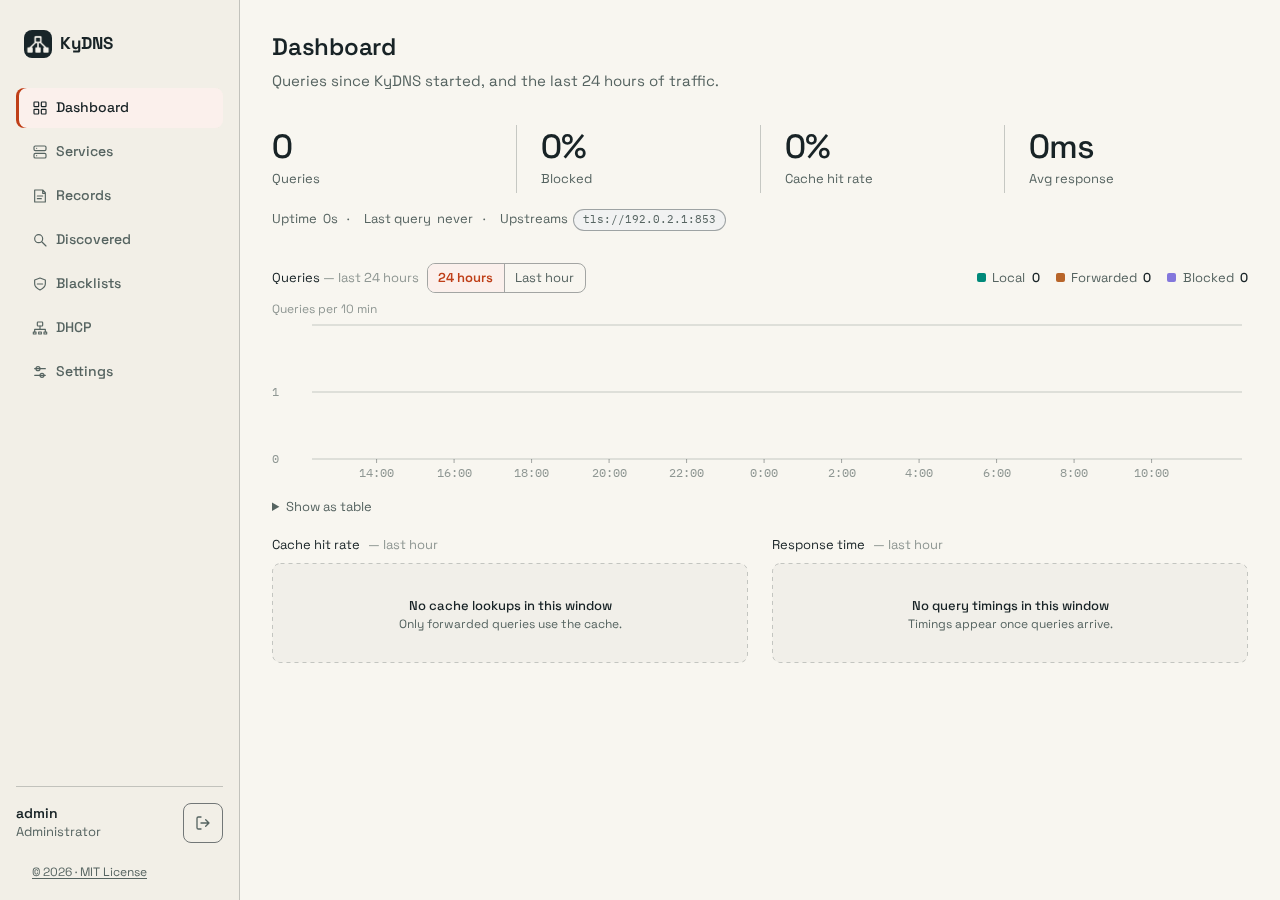 KyDNS
Dashboard
Services
Records
Discovered
Blacklists
DHCP
Settings
admin
Administrator
© 2026 · MIT License
Dashboard
Queries since KyDNS started, and the last 24 hours of traffic.
0
Queries
0%
Blocked
0%
Cache hit rate
0ms
Avg response
Uptime 0s · Last query never · Upstreams tls://192.0.2.1:853
Queries — last 24 hours 24 hours Last hour Local 0 Forwarded 0 Blocked 0
Queries per 10 min
1
0
14:00 16:00 18:00 20:00 22:00 0:00 2:00 4:00 6:00 8:00 10:00
Show as table
Cache hit rate — last hour
No cache lookups in this window
Only forwarded queries use the cache.
Response time — last hour
No query timings in this window
Timings appear once queries arrive.